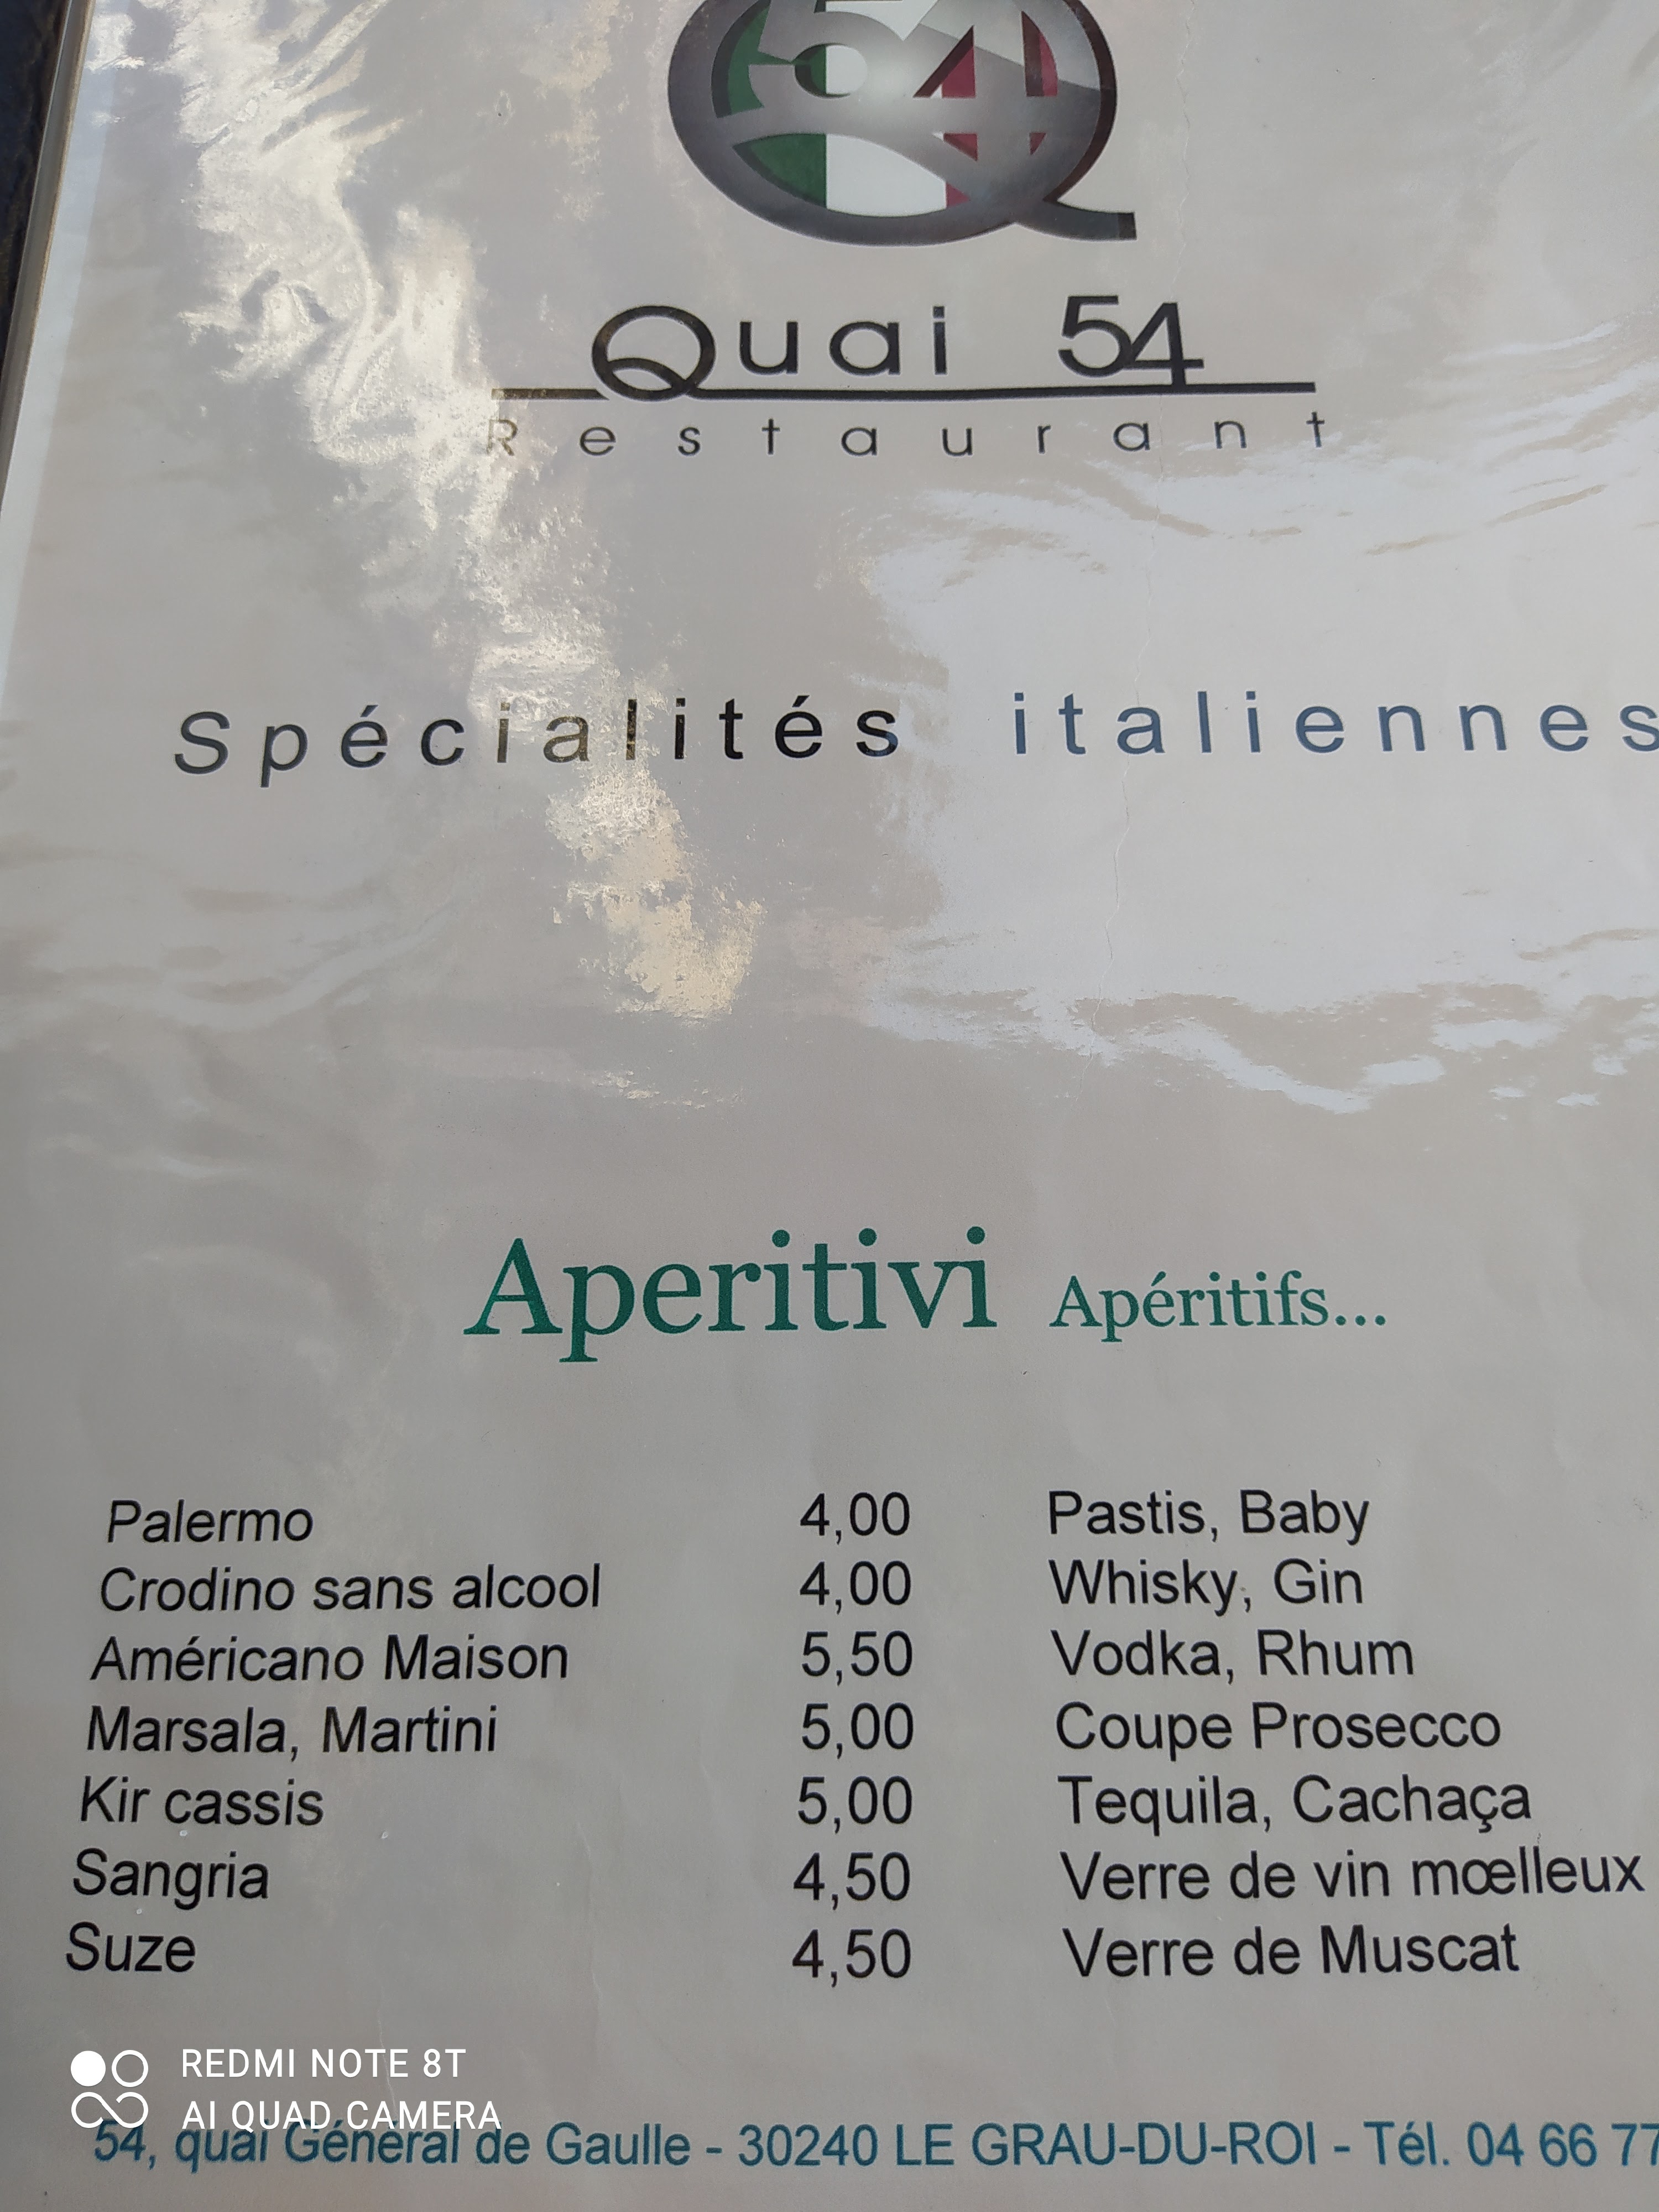 54
Quai 54
Restaurant
Spécialités italiennes
Aperitivi Apéritifs...
Palermo 4,00 Pastis, Baby
Crodino sans alcool 4,00 Whisky, Gin
Américano Maison 5,50 Vodka, Rhum
Marsala, Martini 5,00 Coupe Prosecco
Kir cassis 5,00 Tequila, Cachaça
Sangria 4,50 Verre de vin mœlleux
Suze 4,50 Verre de Muscat
REDMI NOTE 8T
AI QUAD CAMERA
54, quai Général de Gaulle - 30240 LE GRAU-DU-ROI - Tél. 04 66 77